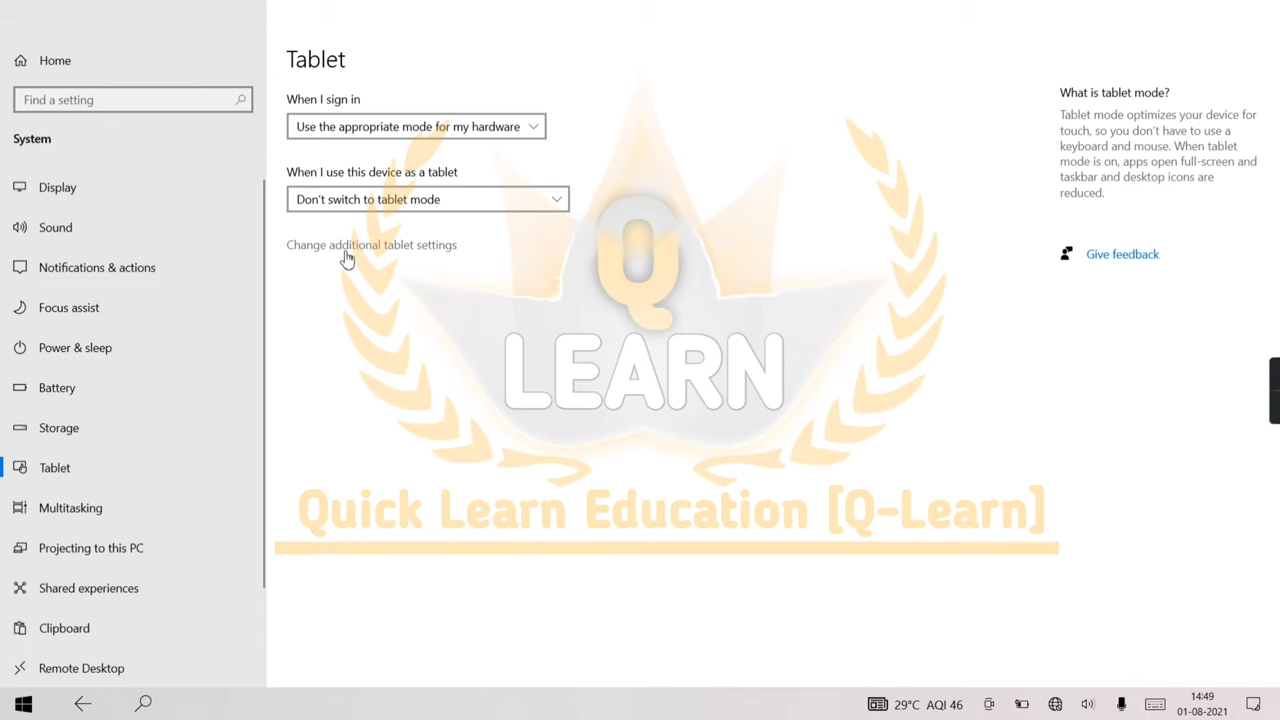 Home
Find a setting
System
Display
Sound
Notifications & actions
Focus assist
Power & sleep
Battery
Storage
Tablet
Multitasking
Projecting to this PC
Shared experiences
Clipboard
Remote Desktop
Tablet
When I sign in
Use the appropriate mode for my hardware
When I use this device as a tablet
Don't switch to tablet mode
Change additional tablet settings
What is tablet mode?
Tablet mode optimizes your device for
touch, so you don't have to use a
keyboard and mouse. When tablet
mode is on, apps open full-screen and
taskbar and desktop icons are
reduced.
Give feedback
Q
LEARN
Quick Learn Education [Q-Learn]
29°C AQI 46
14:49
01-08-2021